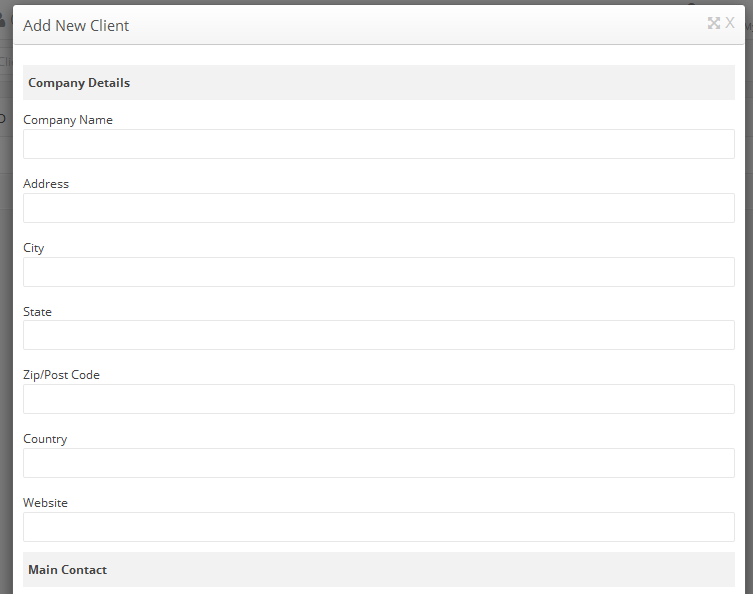 Add New Client
X
Company Details
Company Name
Address
City
State
Zip/Post Code
Country
Website
Main Contact